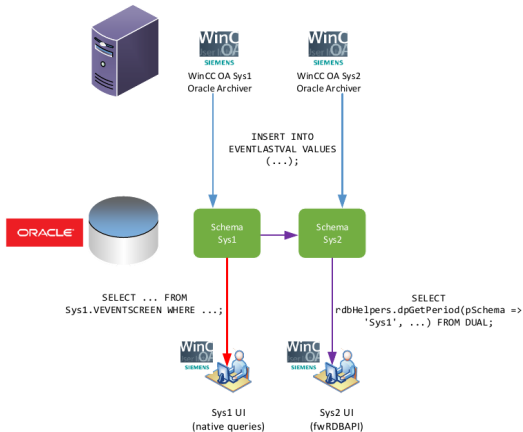 WinCC
OA
SIEMENS
WinCC OA Sys1
Oracle Archiver
WinCC
OA
SIEMENS
WinCC OA Sys2
Oracle Archiver
INSERT INTO
EVENTLASTVAL VALUES
(...);
ORACLE
Schema
Sys1
Schema
Sys2
SELECT ... FROM
Sys1.VEVENTSCREEN WHERE ...;
SELECT
rdbHelpers.dpGetPeriod(pSchema =>
'Sys1', ...) FROM DUAL;
WinCC
OA
SIEMENS
Sys1 UI
(native queries)
WinCC
OA
SIEMENS
Sys2 UI
(fwRDBAPI)